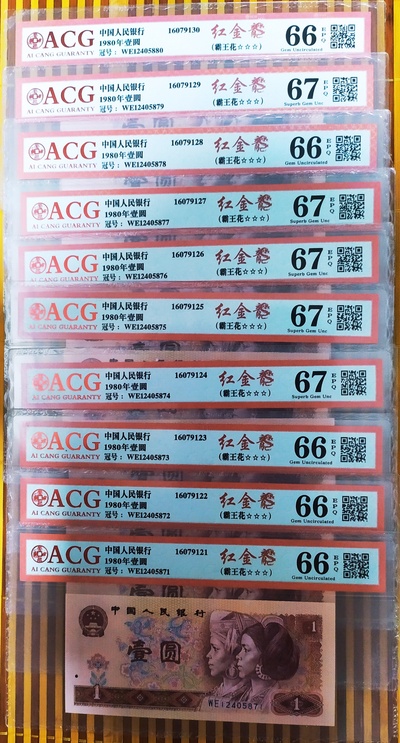 ACG
AI CANG GUARANTY
中国人民银行
1980年壹圆
冠号： WE12405880
16079130
红金龙
(霸王花☆☆☆)
66 EPQ
Gem Uncirculated
ACG
AI CANG GUARANTY
中国人民银行
1980年壹圆
冠号： WE12405879
16079129
红金龙
(霸王花☆☆☆)
67 EPQ
Superb Gem Unc
ACG
AI CANG GUARANTY
中国人民银行
1980年壹圆
冠号： WE12405878
16079128
红金龙
(霸王花☆☆☆)
66 EPQ
Gem Uncirculated
ACG
AI CANG GUARANTY
中国人民银行
1980年壹圆
冠号： WE12405877
16079127
红金龙
(霸王花☆☆☆)
67 EPQ
Superb Gem Unc
ACG
AI CANG GUARANTY
中国人民银行
1980年壹圆
冠号： WE12405876
16079126
红金龙
(霸王花☆☆☆)
67 EPQ
Superb Gem Unc
ACG
AI CANG GUARANTY
中国人民银行
1980年壹圆
冠号： WE12405875
16079125
红金龙
(霸王花☆☆☆)
67 EPQ
Superb Gem Unc
ACG
AI CANG GUARANTY
中国人民银行
1980年壹圆
冠号： WE12405874
16079124
红金龙
(霸王花☆☆☆)
67 EPQ
Superb Gem Unc
ACG
AI CANG GUARANTY
中国人民银行
1980年壹圆
冠号： WE12405873
16079123
红金龙
(霸王花☆☆☆)
66 EPQ
Gem Uncirculated
ACG
AI CANG GUARANTY
中国人民银行
1980年壹圆
冠号： WE12405872
16079122
红金龙
(霸王花☆☆☆)
66 EPQ
Gem Uncirculated
ACG
AI CANG GUARANTY
中国人民银行
1980年壹圆
冠号： WE12405871
16079121
红金龙
(霸王花☆☆☆)
66 EPQ
Gem Uncirculated
中国人民银行
壹圆
1
1
WE12405871